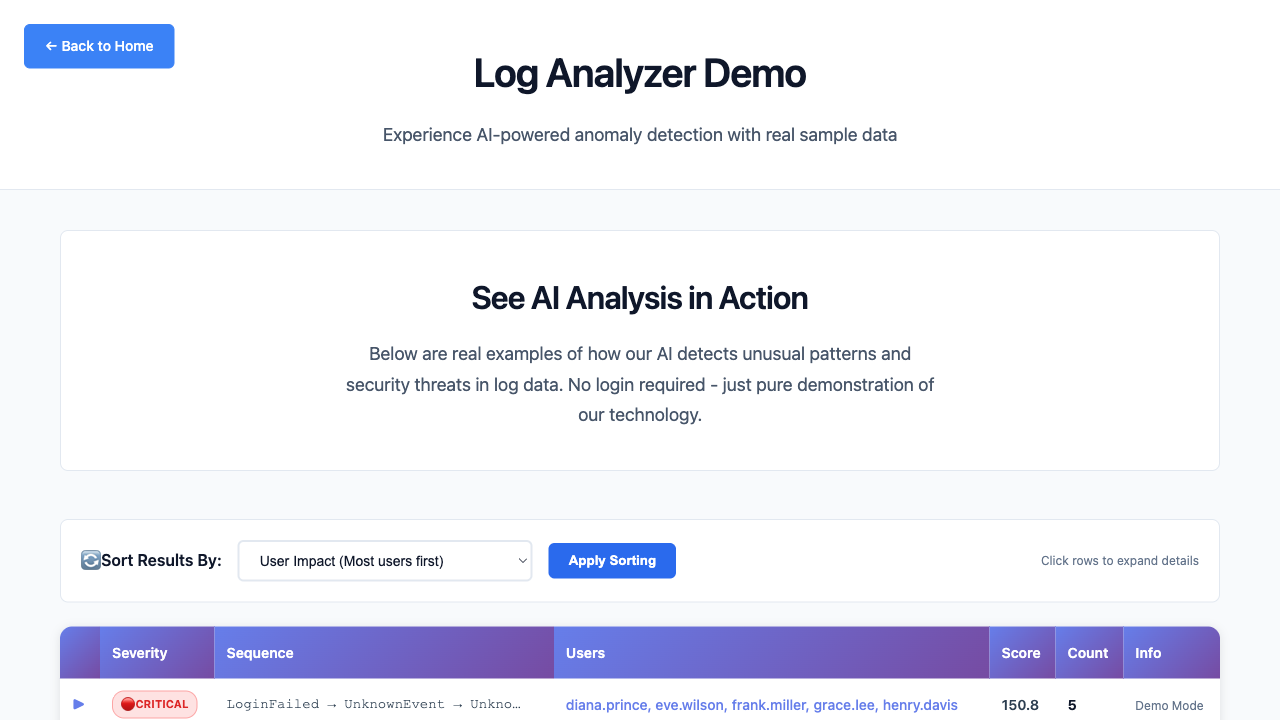 ← Back to Home
Log Analyzer Demo
Experience AI-powered anomaly detection with real sample data
See AI Analysis in Action
Below are real examples of how our AI detects unusual patterns and
security threats in log data. No login required - just pure demonstration of
our technology.
Sort Results By: User Impact (Most users first) Apply Sorting Click rows to expand details
Severity Sequence Users Score Count Info
▶ CRITICAL LoginFailed → UnknownEvent → Unkno… diana.prince, eve.wilson, frank.miller, grace.lee, henry.davis 150.8 5 Demo Mode